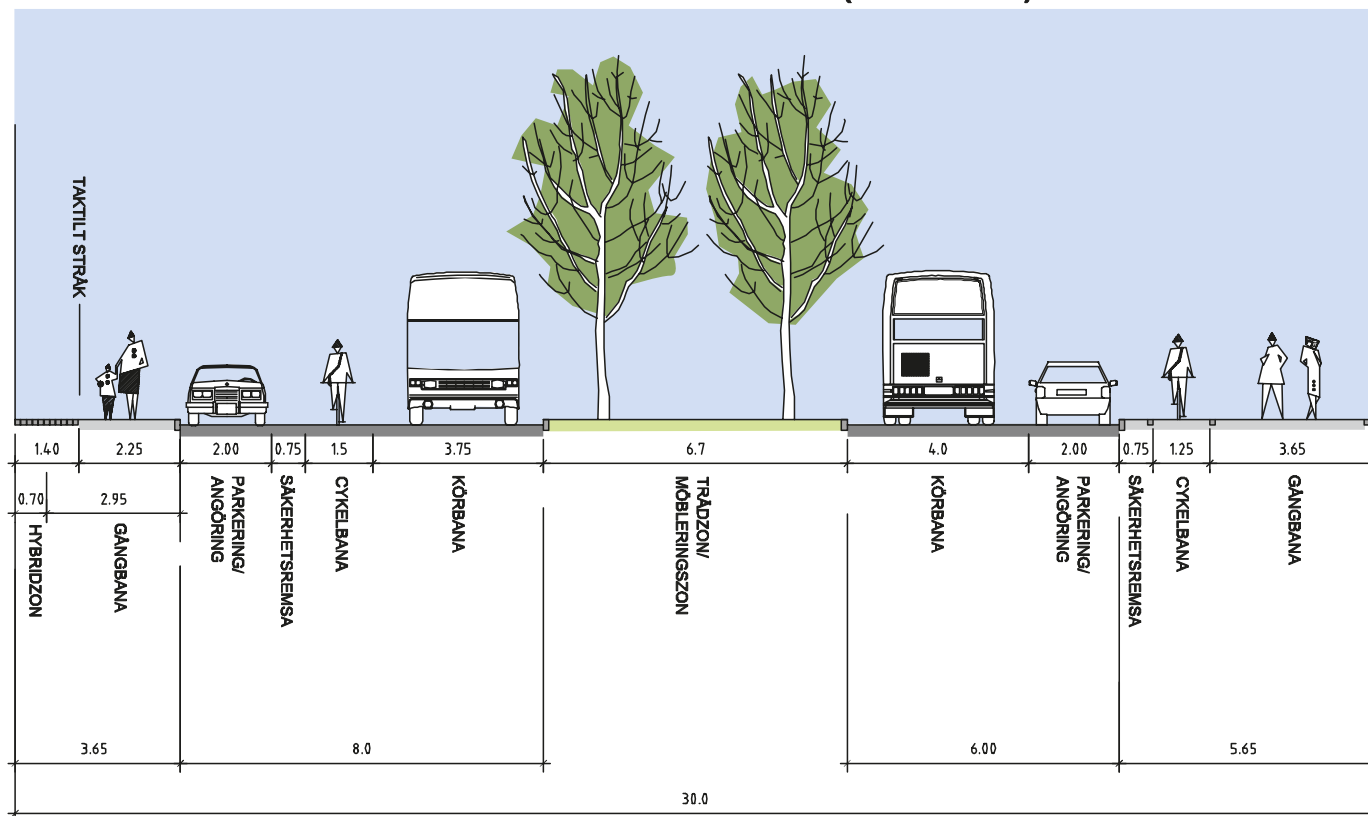 TAKTILT STRÅK
1.40
2.25
2.00
0.75
1.5
3.75
6.7
4.0
2.00
0.75
1.25
3.65
0.70
2.95
HYBRIDZON
GÅNGBANA
PARKERING/
ANGÖRING
SÄKERHETSREMSA
CYKELBANA
KÖRBANA
TRÄDZON/
MÖBLERINGSZON
KÖRBANA
PARKERING/
ANGÖRING
SÄKERHETSREMSA
CYKELBANA
GÅNGBANA
3.65
8.0
6.00
5.65
30.0